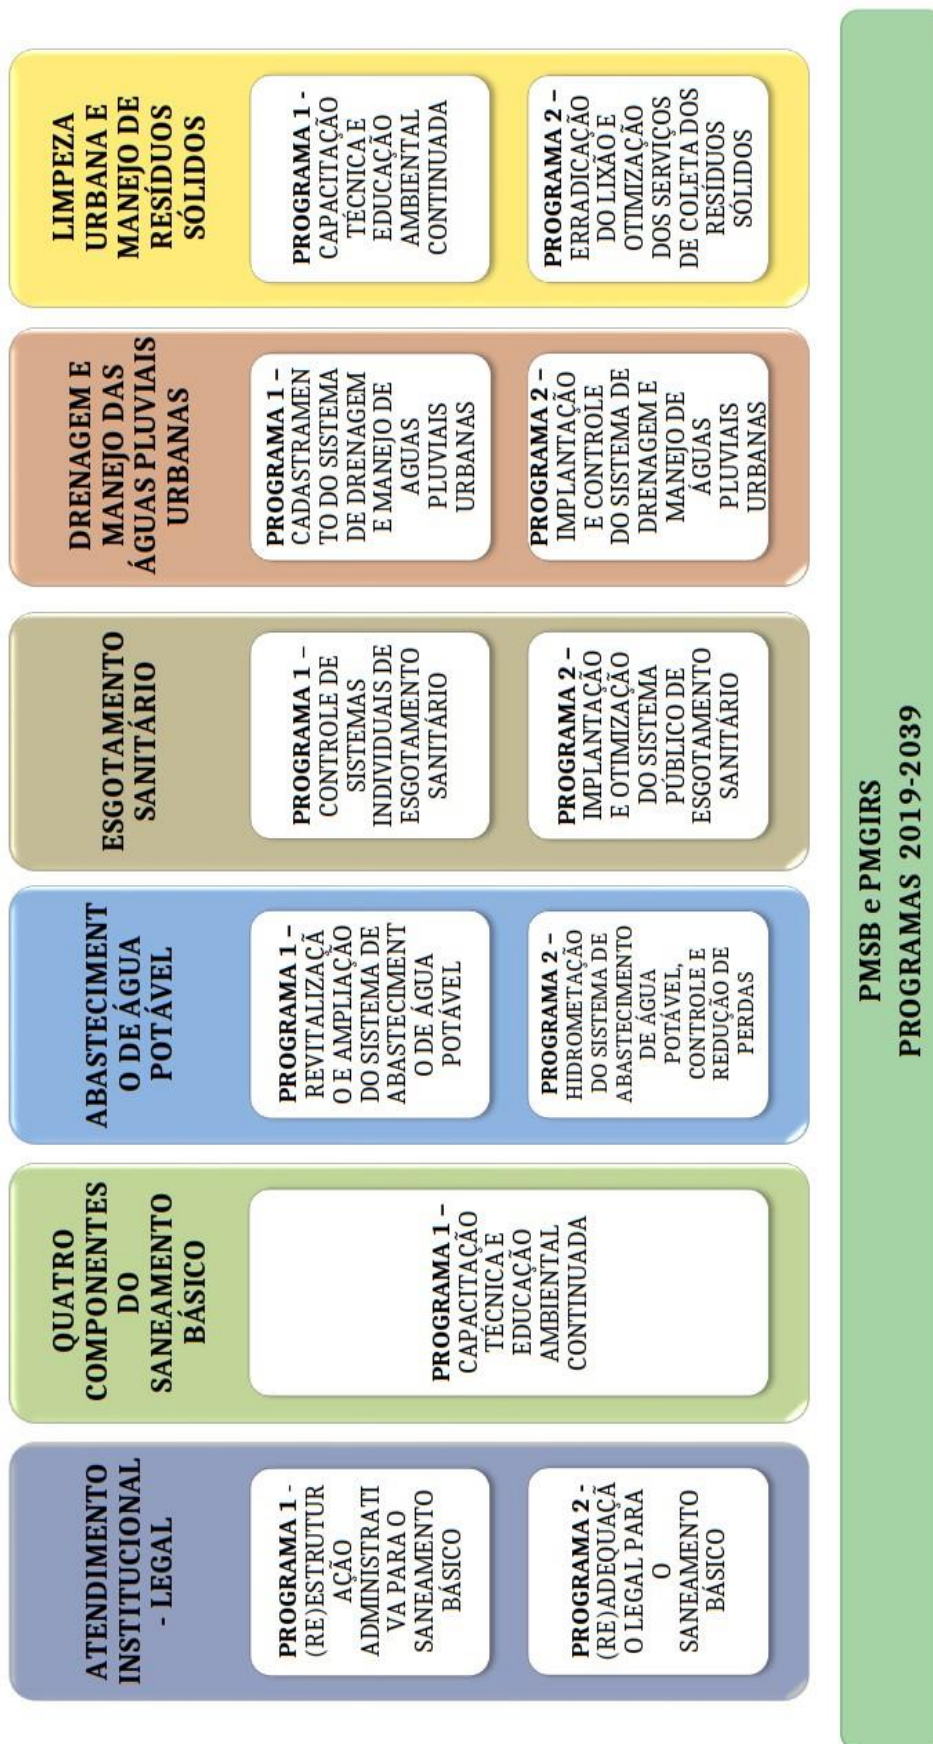 ATENDIMENTO
INSTITUCIONAL
- LEGAL
PROGRAMA 1 -
(RE)ESTRUTUR
AÇÃO
ADMINISTRATI
VA PARA O
SANEAMENTO
BÁSICO
PROGRAMA 2 -
(RE)ADEQUAÇÃ
O LEGAL PARA
O
SANEAMENTO
BÁSICO
QUATRO
COMPONENTES
DO
SANEAMENTO
BÁSICO
PROGRAMA 1 –
CAPACITAÇÃO
TÉCNICA E
EDUCAÇÃO
AMBIENTAL
CONTINUADA
ABASTECIMENT
O DE ÁGUA
POTÁVEL
PROGRAMA 1 –
REVITALIZAÇÃ
O E AMPLIAÇÃO
DO SISTEMA DE
ABASTECIMENT
O DE ÁGUA
POTÁVEL
PROGRAMA 2 –
HIDROMETAÇÃO
DO SISTEMA DE
ABASTECIMENTO
DE ÁGUA
POTÁVEL,
CONTROLE E
REDUÇÃO DE
PERDAS
ESGOTAMENTO
SANITÁRIO
PROGRAMA 1 –
CONTROLE DE
SISTEMAS
INDIVIDUAIS DE
ESGOTAMENTO
SANITÁRIO
PROGRAMA 2 –
IMPLANTAÇÃO
E OTIMIZAÇÃO
DO SISTEMA
PÚBLICO DE
ESGOTAMENTO
SANITÁRIO
DRENAGEM E
MANEJO DAS
ÁGUAS PLUVIAIS
URBANAS
PROGRAMA 1 –
CADASTRAMEN
TO DO SISTEMA
DE DRENAGEM
E MANEJO DE
AGUAS
PLUVIAIS
URBANAS
PROGRAMA 2 –
IMPLANTAÇÃO
E CONTROLE
DO SISTEMA DE
DRENAGEM E
MANEJO DE
ÁGUAS
PLUVIAIS
URBANAS
LIMPEZA
URBANA E
MANEJO DE
RESÍDUOS
SÓLIDOS
PROGRAMA 1 -
CAPACITAÇÃO
TÉCNICA E
EDUCAÇÃO
AMBIENTAL
CONTINUADA
PROGRAMA 2 –
ERRADICAÇÃO
DO LIXÃO E
OTIMIZAÇÃO
DOS SERVIÇOS
DE COLETA DOS
RESÍDUOS
SÓLIDOS
PMSB e PMGIRS
PROGRAMAS 2019-2039